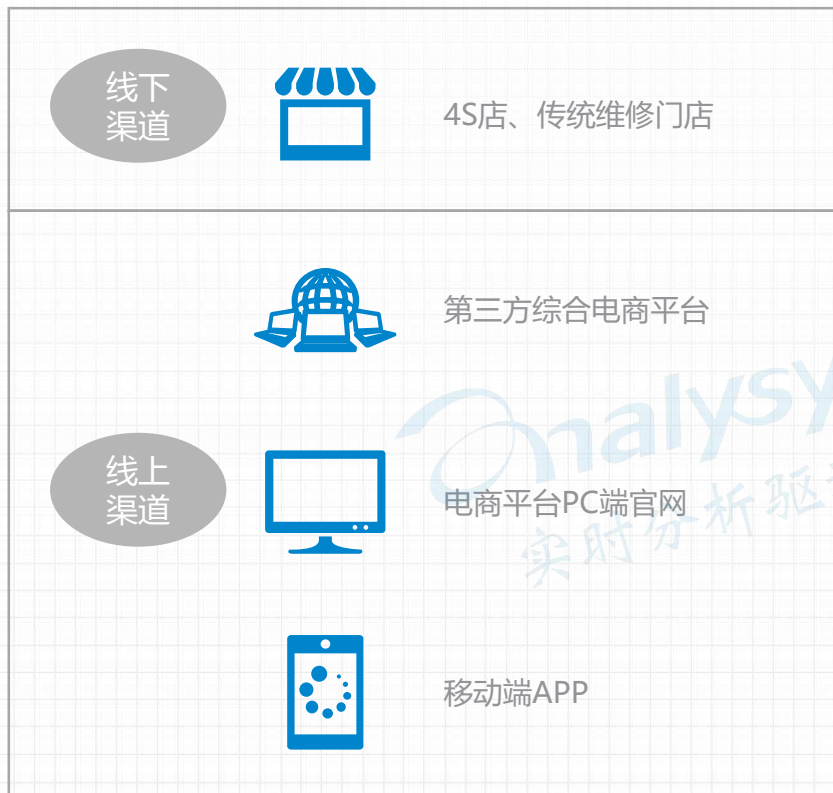 线下
渠道
4S店、传统维修门店
第三方综合电商平台
线上
渠道
电商平台PC端官网
移动端APP
analysy
实时分析驱